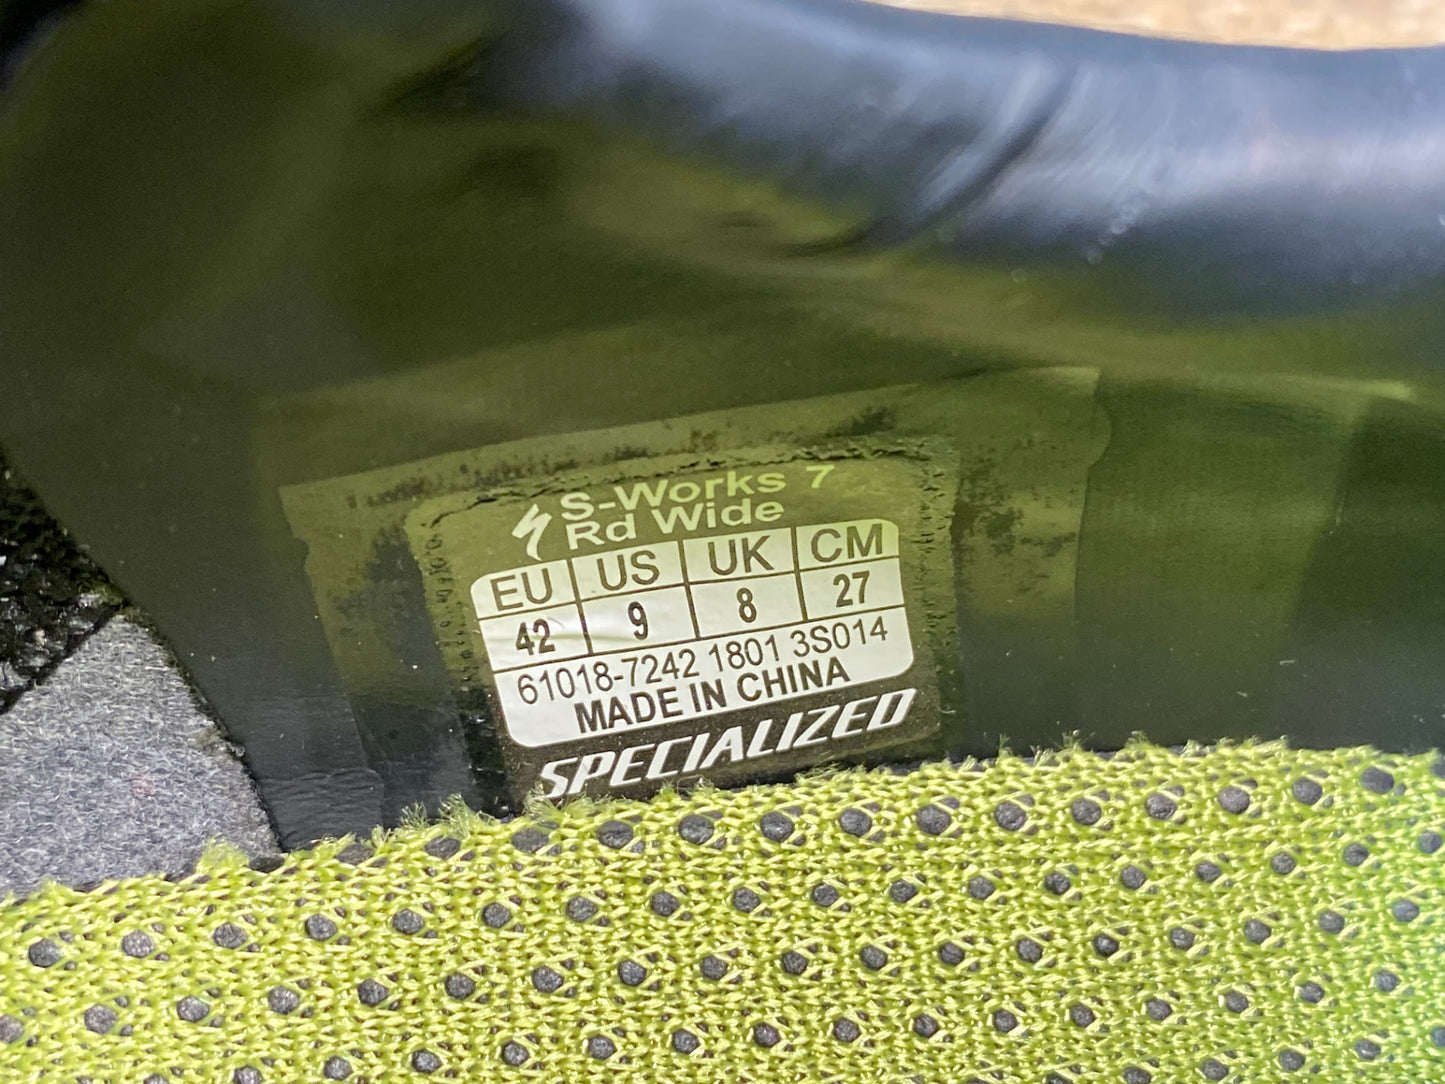 S-Works 7
Rd Wide
EU US UK CM
42 9 8 27
61018-7242 1801 3S014
MADE IN CHINA
SPECIALIZED